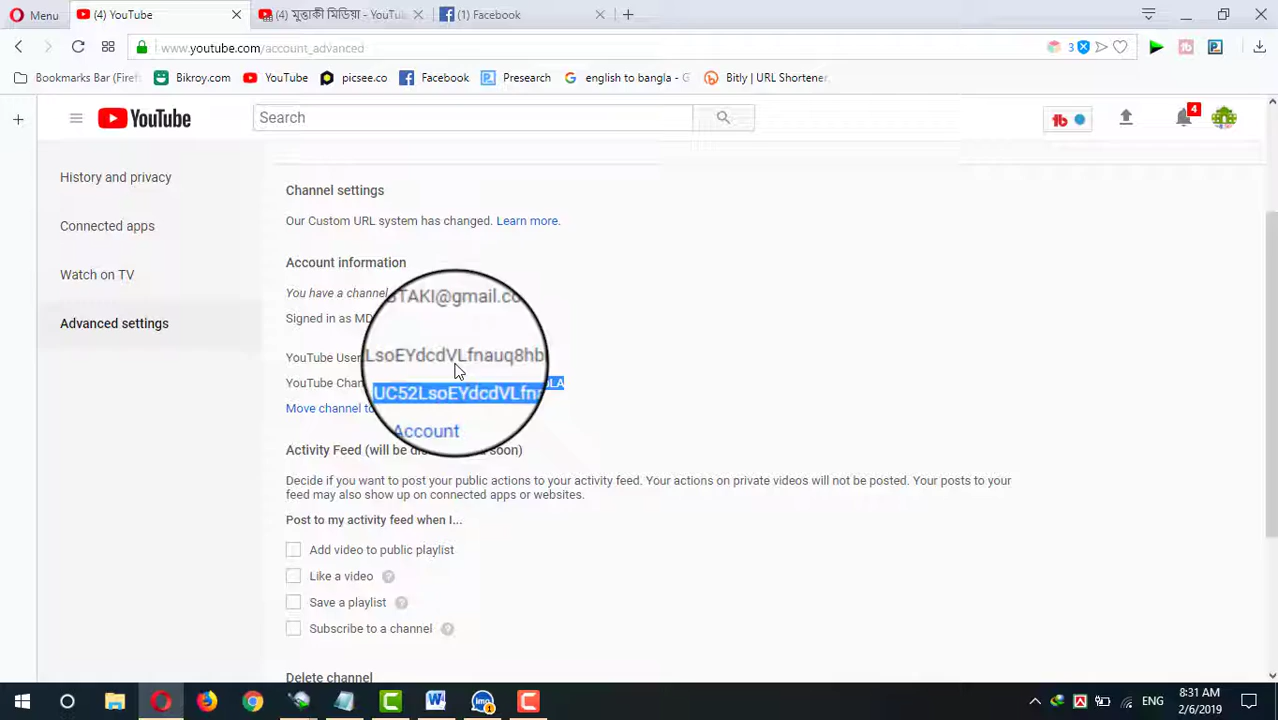 Menu
(4) YouTube
(4) মুস্তাকী মিডিয়া - YouTu
(1) Facebook
www.youtube.com/account_advanced
3
Bookmarks Bar (Firef
Bikroy.com
YouTube
picsee.co
Facebook
Presearch
english to bangla - G
Bitly | URL Shortener,
YouTube
Search
4
History and privacy
Connected apps
Watch on TV
Advanced settings
Channel settings
Our Custom URL system has changed. Learn more.
Account information
You have a channel
STAKI@gmail.co
Signed in as MD
YouTube User
LsoEYdcdVLfnauq8hb
YouTube Chan
UC52LsoEYdcdVLfn
LA
Move channel to
Account
Activity Feed (will be dis soon)
Decide if you want to post your public actions to your activity feed. Your actions on private videos will not be posted. Your posts to your
feed may also show up on connected apps or websites.
Post to my activity feed when I...
Add video to public playlist
Like a video ?
Save a playlist ?
Subscribe to a channel ?
Delete channel
ENG
8:31 AM
2/6/2019